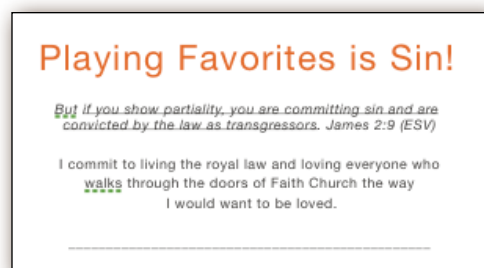 Playing Favorites is Sin!
But if you show partiality, you are committing sin and are
convicted by the law as transgressors. James 2:9 (ESV)
I commit to living the royal law and loving everyone who
walks through the doors of Faith Church the way
I would want to be loved.